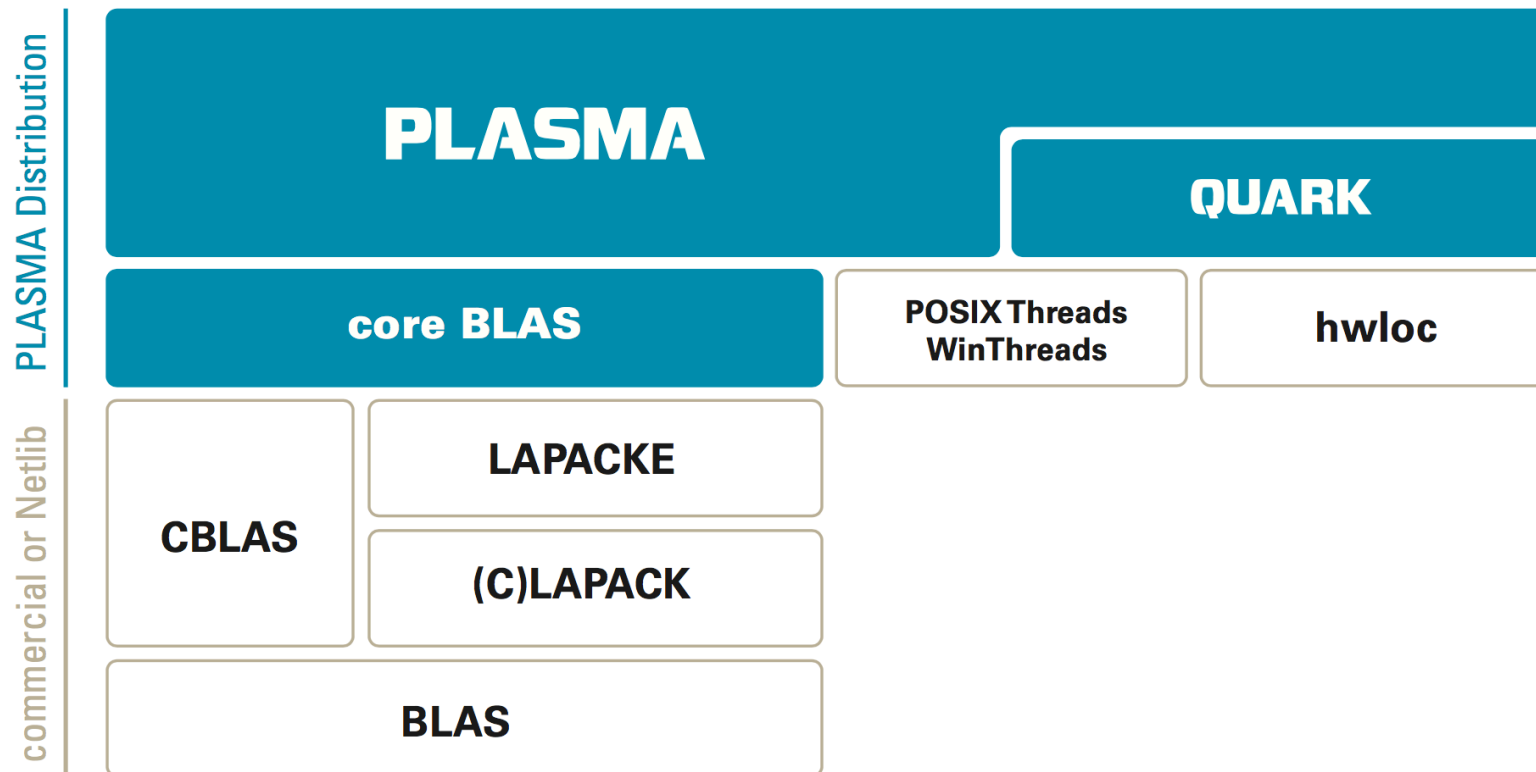 PLASMA Distribution
PLASMA
QUARK
core BLAS
POSIX Threads
WinThreads
hwloc
commercial or Netlib
CBLAS
LAPACKE
(C)LAPACK
BLAS